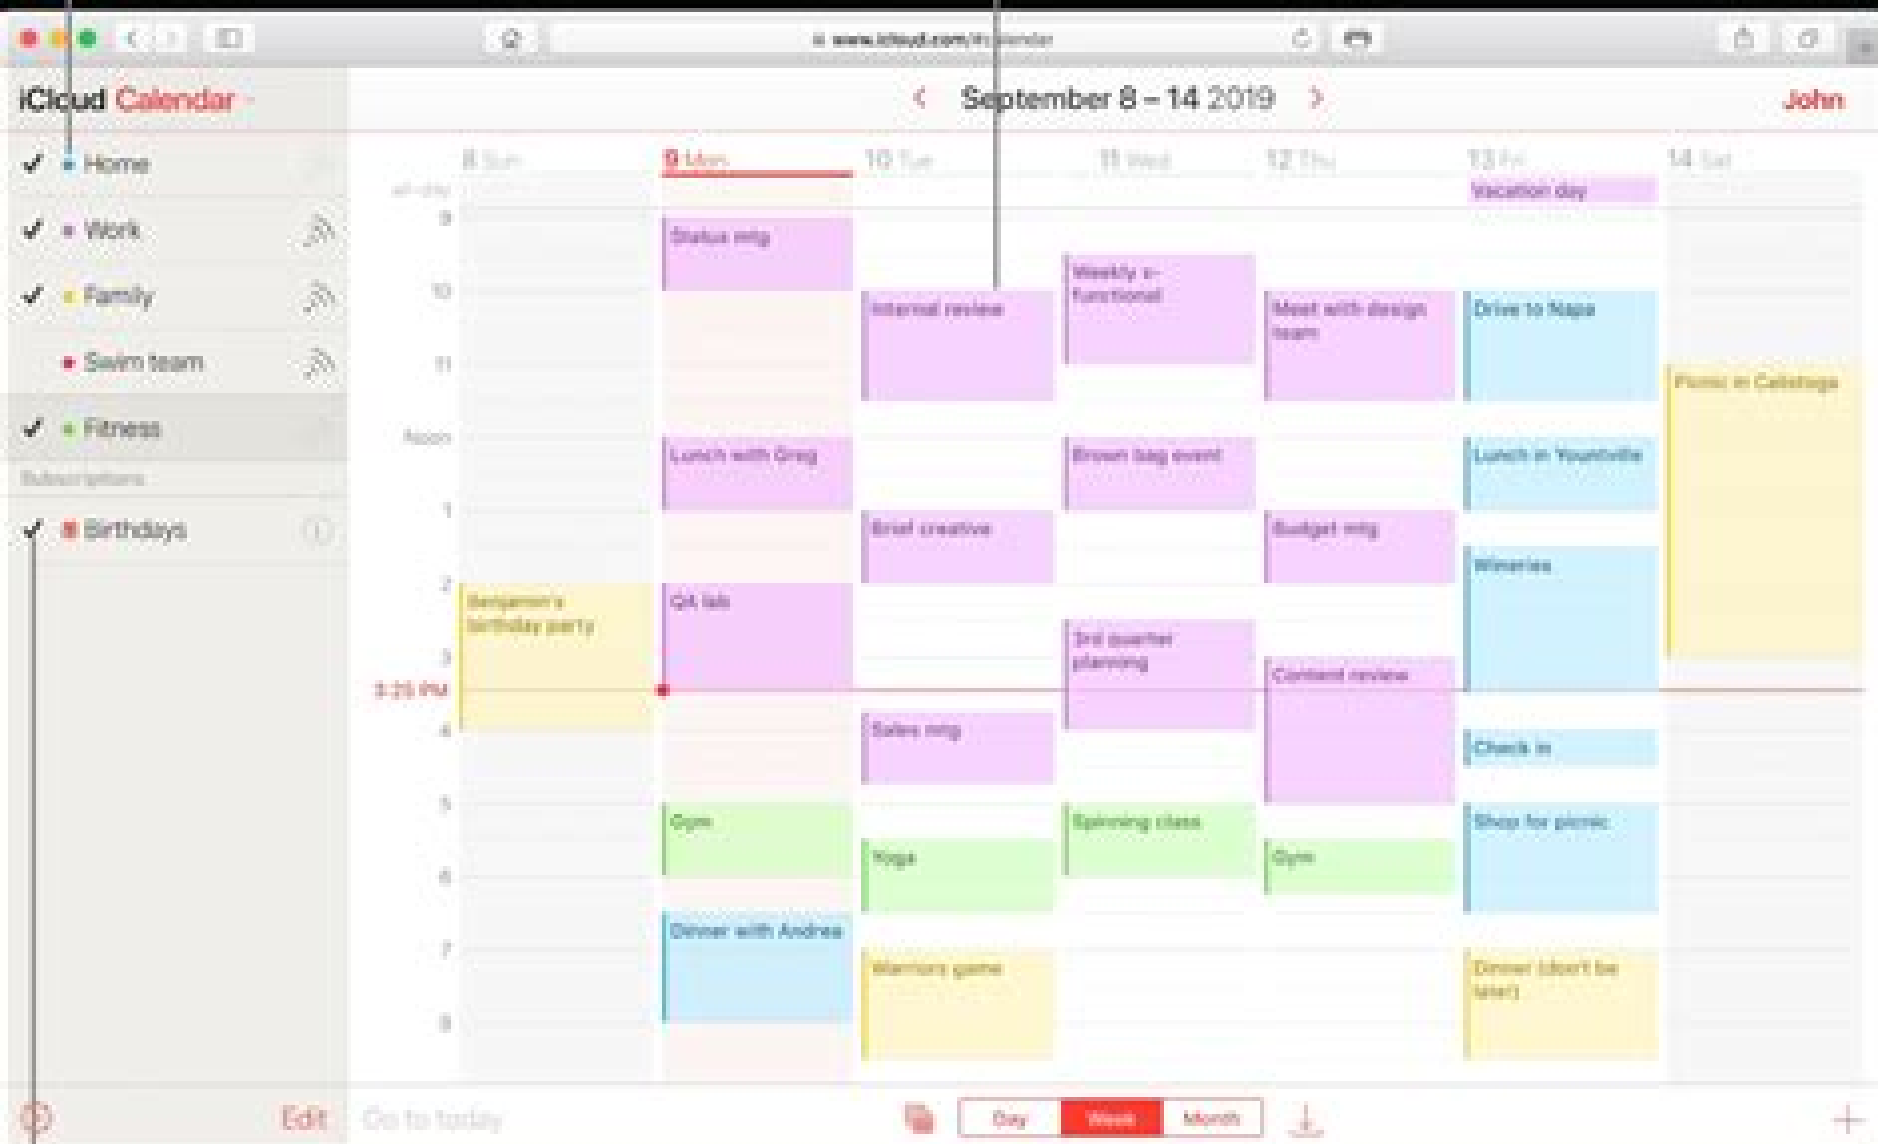 www.icloud.com/#calendar
iCloud Calendar
September 8 – 14 2019
John
Home
Work
Family
Swim team
Fitness
Subscriptions
Birthdays
8 Sun
9 Mon
10 Tue
11 Wed
12 Thu
13 Fri
14 Sat
all-day
Vacation day
9
10
11
Noon
1
2
3
3:25 PM
4
5
6
7
8
Benjamin's
birthday party
Status mtg
Lunch with Greg
QA lab
Gym
Dinner with Andrea
Internal review
Brief creative
Sales mtg
Yoga
Warriors game
Weekly x-
functional
Brown bag event
3rd quarter
planning
Spinning class
Meet with design
team
Budget mtg
Content review
Gym
Drive to Napa
Lunch in Yountville
Wineries
Check in
Shop for picnic
Dinner (don't be
late!)
Picnic in Calistoga
Edit
Go to today
Day
Week
Month